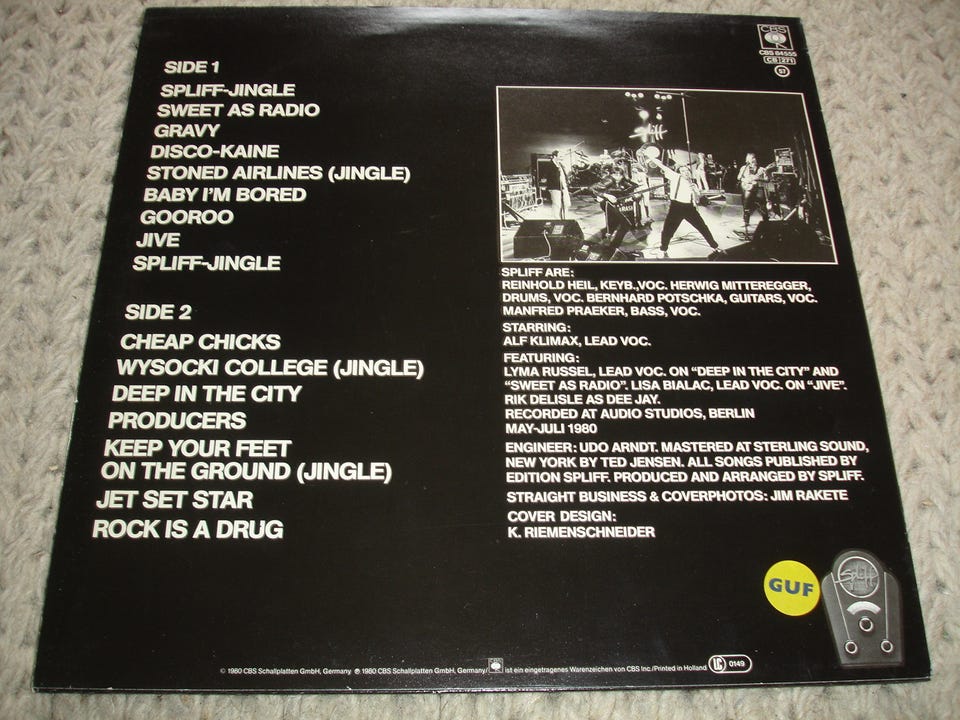 SIDE 1
SPLIFF-JINGLE
SWEET AS RADIO
GRAVY
DISCO-KAINE
STONED AIRLINES (JINGLE)
BABY I'M BORED
GOOROO
JIVE
SPLIFF-JINGLE
SIDE 2
CHEAP CHICKS
WYSOCKI COLLEGE (JINGLE)
DEEP IN THE CITY
PRODUCERS
KEEP YOUR FEET
ON THE GROUND (JINGLE)
JET SET STAR
ROCK IS A DRUG
CBS
CBS 84555
CB 271
57
Spliff
SPLIFF ARE:
REINHOLD HEIL, KEYB.,VOC. HERWIG MITTEREGGER,
DRUMS, VOC. BERNHARD POTSCHKA, GUITARS, VOC.
MANFRED PRAEKER, BASS, VOC.
STARRING:
ALF KLIMAX, LEAD VOC.
FEATURING:
LYMA RUSSEL, LEAD VOC. ON "DEEP IN THE CITY" AND
"SWEET AS RADIO". LISA BIALAC, LEAD VOC. ON "JIVE".
RIK DELISLE AS DEE JAY.
RECORDED AT AUDIO STUDIOS, BERLIN
MAY-JULI 1980
ENGINEER: UDO ARNDT. MASTERED AT STERLING SOUND,
NEW YORK BY TED JENSEN. ALL SONGS PUBLISHED BY
EDITION SPLIFF. PRODUCED AND ARRANGED BY SPLIFF.
STRAIGHT BUSINESS & COVERPHOTOS: JIM RAKETE
COVER DESIGN:
K. RIEMENSCHNEIDER
GUF
Spliff
© 1980 CBS Schallplatten GmbH, Germany ℗ 1980 CBS Schallplatten GmbH, Germany/ ist ein eingetragenes Warenzeichen von CBS Inc./Printed in Holland LC 0149